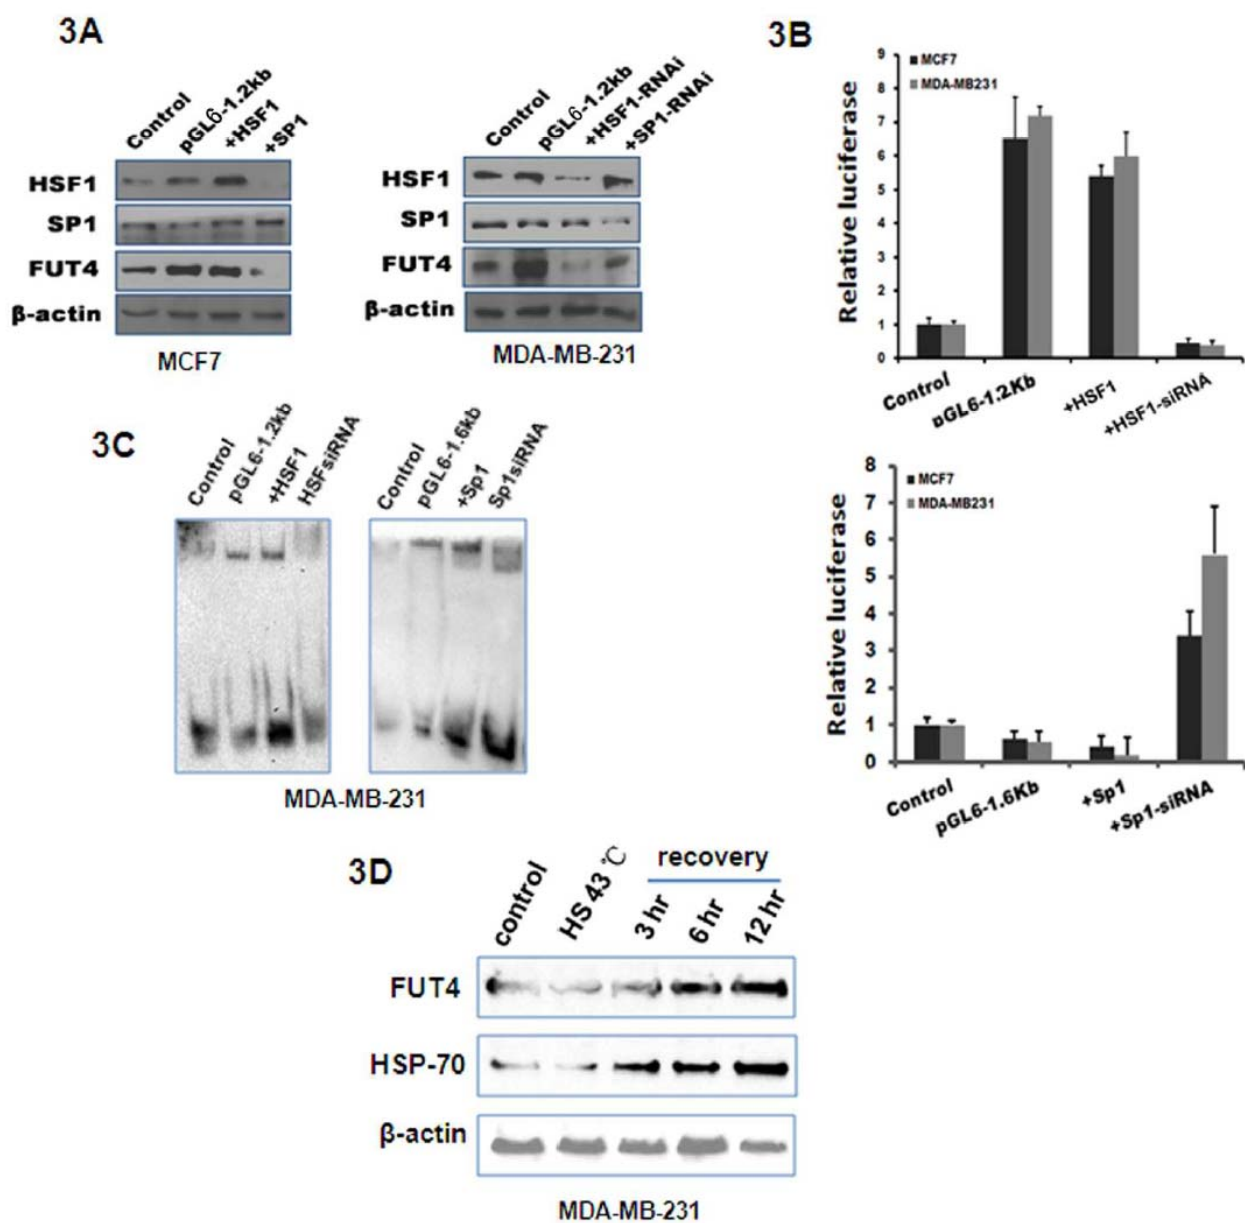 3A
Control
pGL6-1.2kb
+HSF1
+SP1
HSF1
SP1
FUT4
β-actin
MCF7
Control
pGL6-1.2kb
+HSF1-RNAi
+SP1-RNAi
HSF1
SP1
FUT4
β-actin
MDA-MB-231
3B
Relative luciferase
9
8
7
6
5
4
3
2
1
0
MCF7
MDA-MB231
Control
pGL6-1.2Kb
+HSF1
+HSF1-siRNA
Relative luciferase
8
7
6
5
4
3
2
1
0
MCF7
MDA-MB231
Control
pGL6-1.6Kb
+Sp1
+Sp1-siRNA
3C
Control
pGL6-1.2kb
+HSF1
HSFsiRNA
Control
pGL6-1.6kb
+Sp1
Sp1siRNA
MDA-MB-231
3D
control
HS 43 °C
recovery
3 hr
6 hr
12 hr
FUT4
HSP-70
β-actin
MDA-MB-231